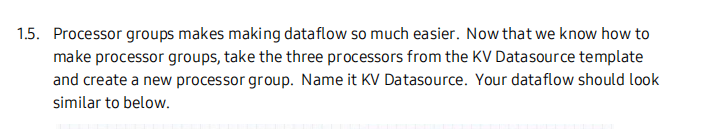 1.5. Processor groups makes making dataflow so much easier. Now that we know how to
make processor groups, take the three processors from the KV Datasource template
and create a new processor group. Name it KV Datasource. Your dataflow should look
similar to below.